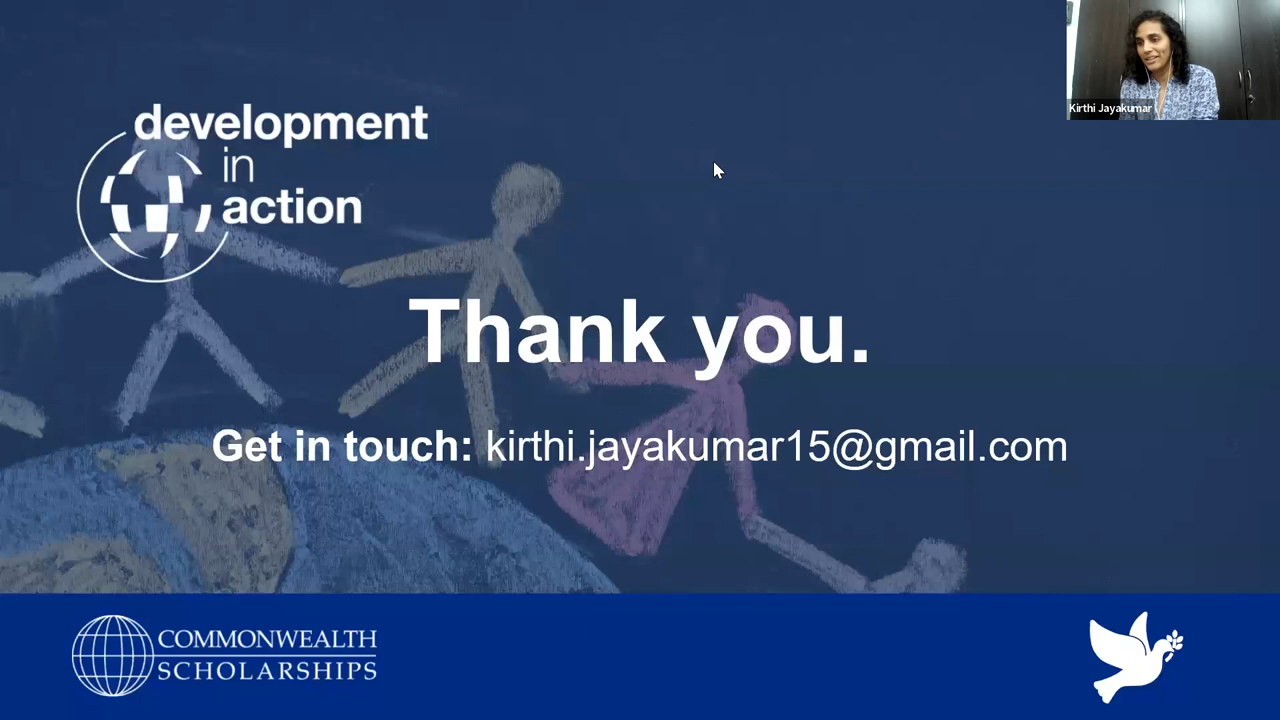 Kirthi Jayakumar
development
in
action
Thank you.
Get in touch: kirthi.jayakumar15@gmail.com
COMMONWEALTH
SCHOLARSHIPS